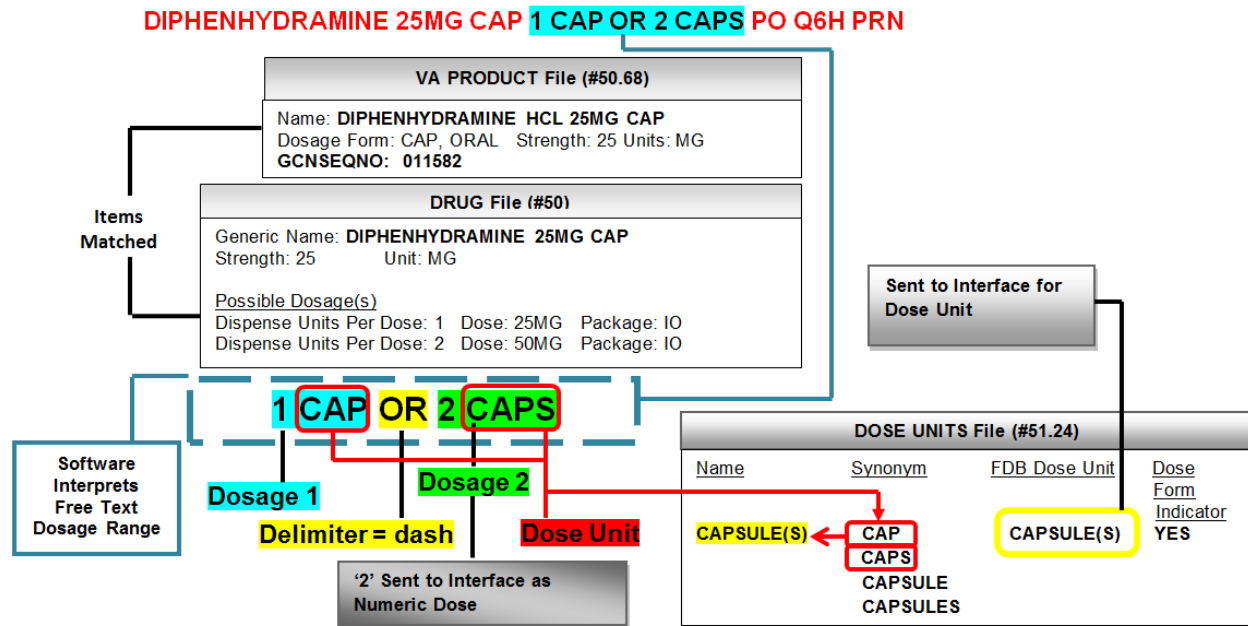 DIPHENHYDRAMINE 25MG CAP 1 CAP OR 2 CAPS PO Q6H PRN
VA PRODUCT File (#50.68)
Name: DIPHENHYDRAMINE HCL 25MG CAP
Dosage Form: CAP, ORAL Strength: 25 Units: MG
GCNSEQNO: 011582
Items
Matched
DRUG File (#50)
Generic Name: DIPHENHYDRAMINE 25MG CAP
Strength: 25 Unit: MG
Possible Dosage(s)
Dispense Units Per Dose: 1 Dose: 25MG Package: IO
Dispense Units Per Dose: 2 Dose: 50MG Package: IO
Sent to Interface for
Dose Unit
1 CAP OR 2 CAPS
Software
Interprets
Free Text
Dosage Range
Dosage 1
Delimiter = dash
Dosage 2
Dose Unit
'2' Sent to Interface as
Numeric Dose
DOSE UNITS File (#51.24)
Name Synonym FDB Dose Unit Dose
Form
Indicator
CAPSULE(S) CAP CAPSULE(S) YES
CAPS
CAPSULE
CAPSULES